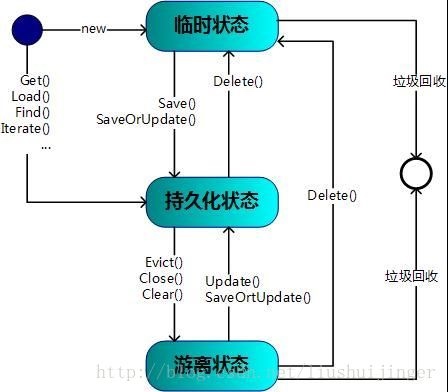 临时状态
new
Get()
Load()
Find()
Iterate()
...
Save()
SaveOrUpdate()
Delete()
垃圾回收
持久化状态
Delete()
Evict()
Close()
Clear()
Update()
SaveOrtUpdate()
垃圾回收
游离状态
http://blog.csdn.net/liushuijinger